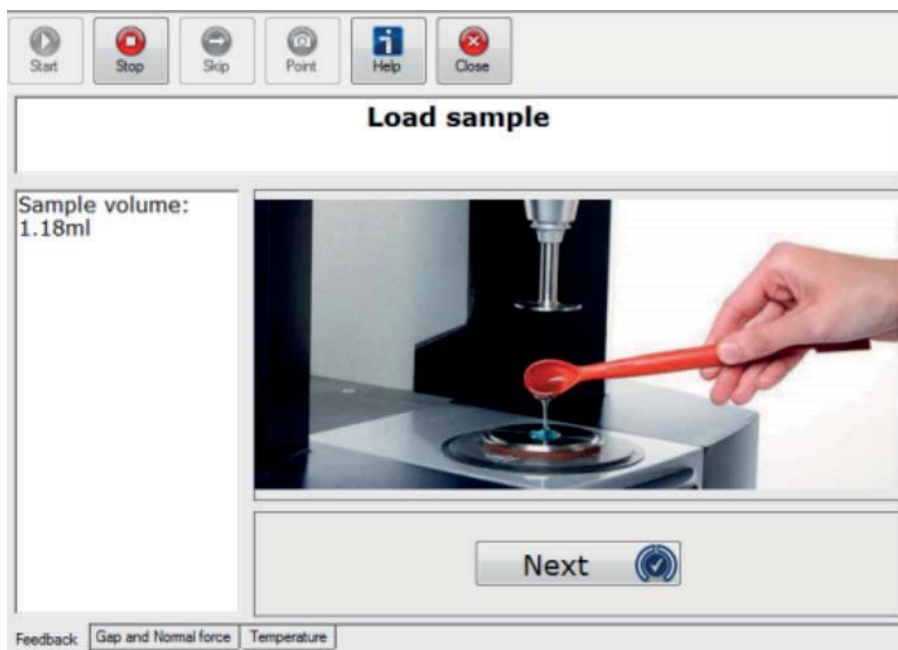 Start Stop Skip Point Help Close
Load sample
Sample volume:
1.18ml
Next
Feedback Gap and Normal force Temperature